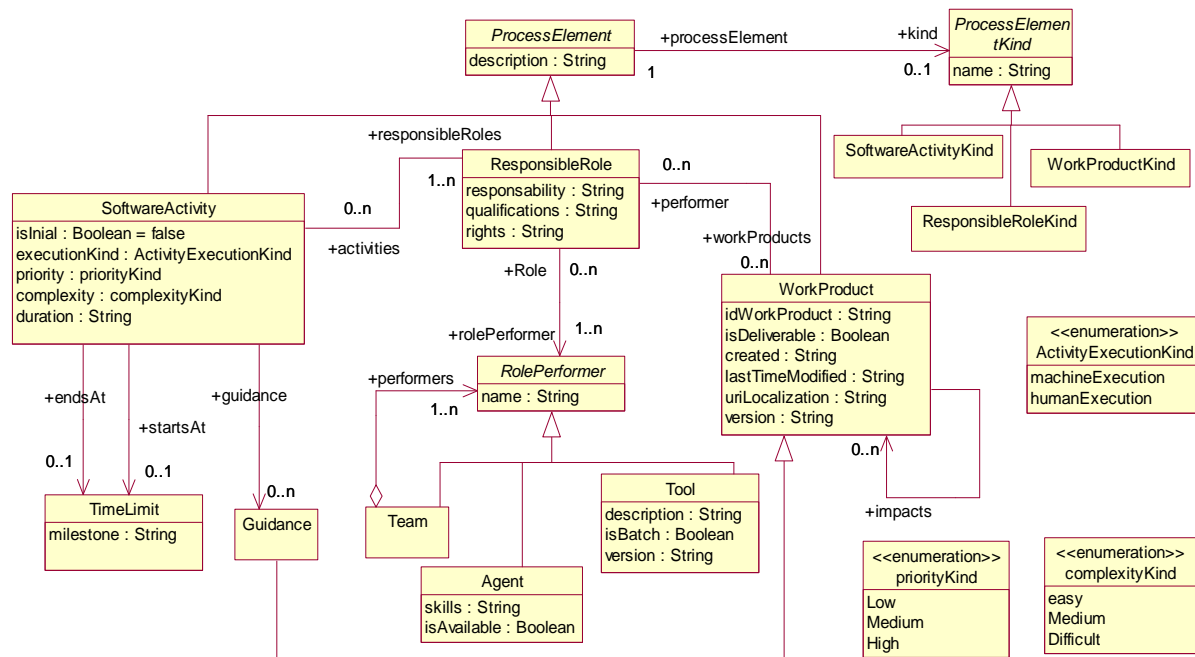 ProcessElement
description : String
+processElement
1
+kind
0..1
ProcessElemen
tKind
name : String
SoftwareActivityKind
WorkProductKind
ResponsibleRoleKind
+responsibleRoles
1..n
0..n
+activities
ResponsibleRole
responsability : String
qualifications : String
rights : String
0..n
+performer
+workProducts
0..n
SoftwareActivity
isInial : Boolean = false
executionKind : ActivityExecutionKind
priority : priorityKind
complexity : complexityKind
duration : String
+Role
0..n
+rolePerformer
1..n
WorkProduct
idWorkProduct : String
isDeliverable : Boolean
created : String
lastTimeModified : String
uriLocalization : String
version : String
0..n
+impacts
<<enumeration>>
ActivityExecutionKind
machineExecution
humanExecution
RolePerformer
name : String
+performers
1..n
+endsAt
0..1
+startsAt
0..1
+guidance
0..n
TimeLimit
milestone : String
Guidance
Team
Tool
description : String
isBatch : Boolean
version : String
Agent
skills : String
isAvailable : Boolean
<<enumeration>>
priorityKind
Low
Medium
High
<<enumeration>>
complexityKind
easy
Medium
Difficult